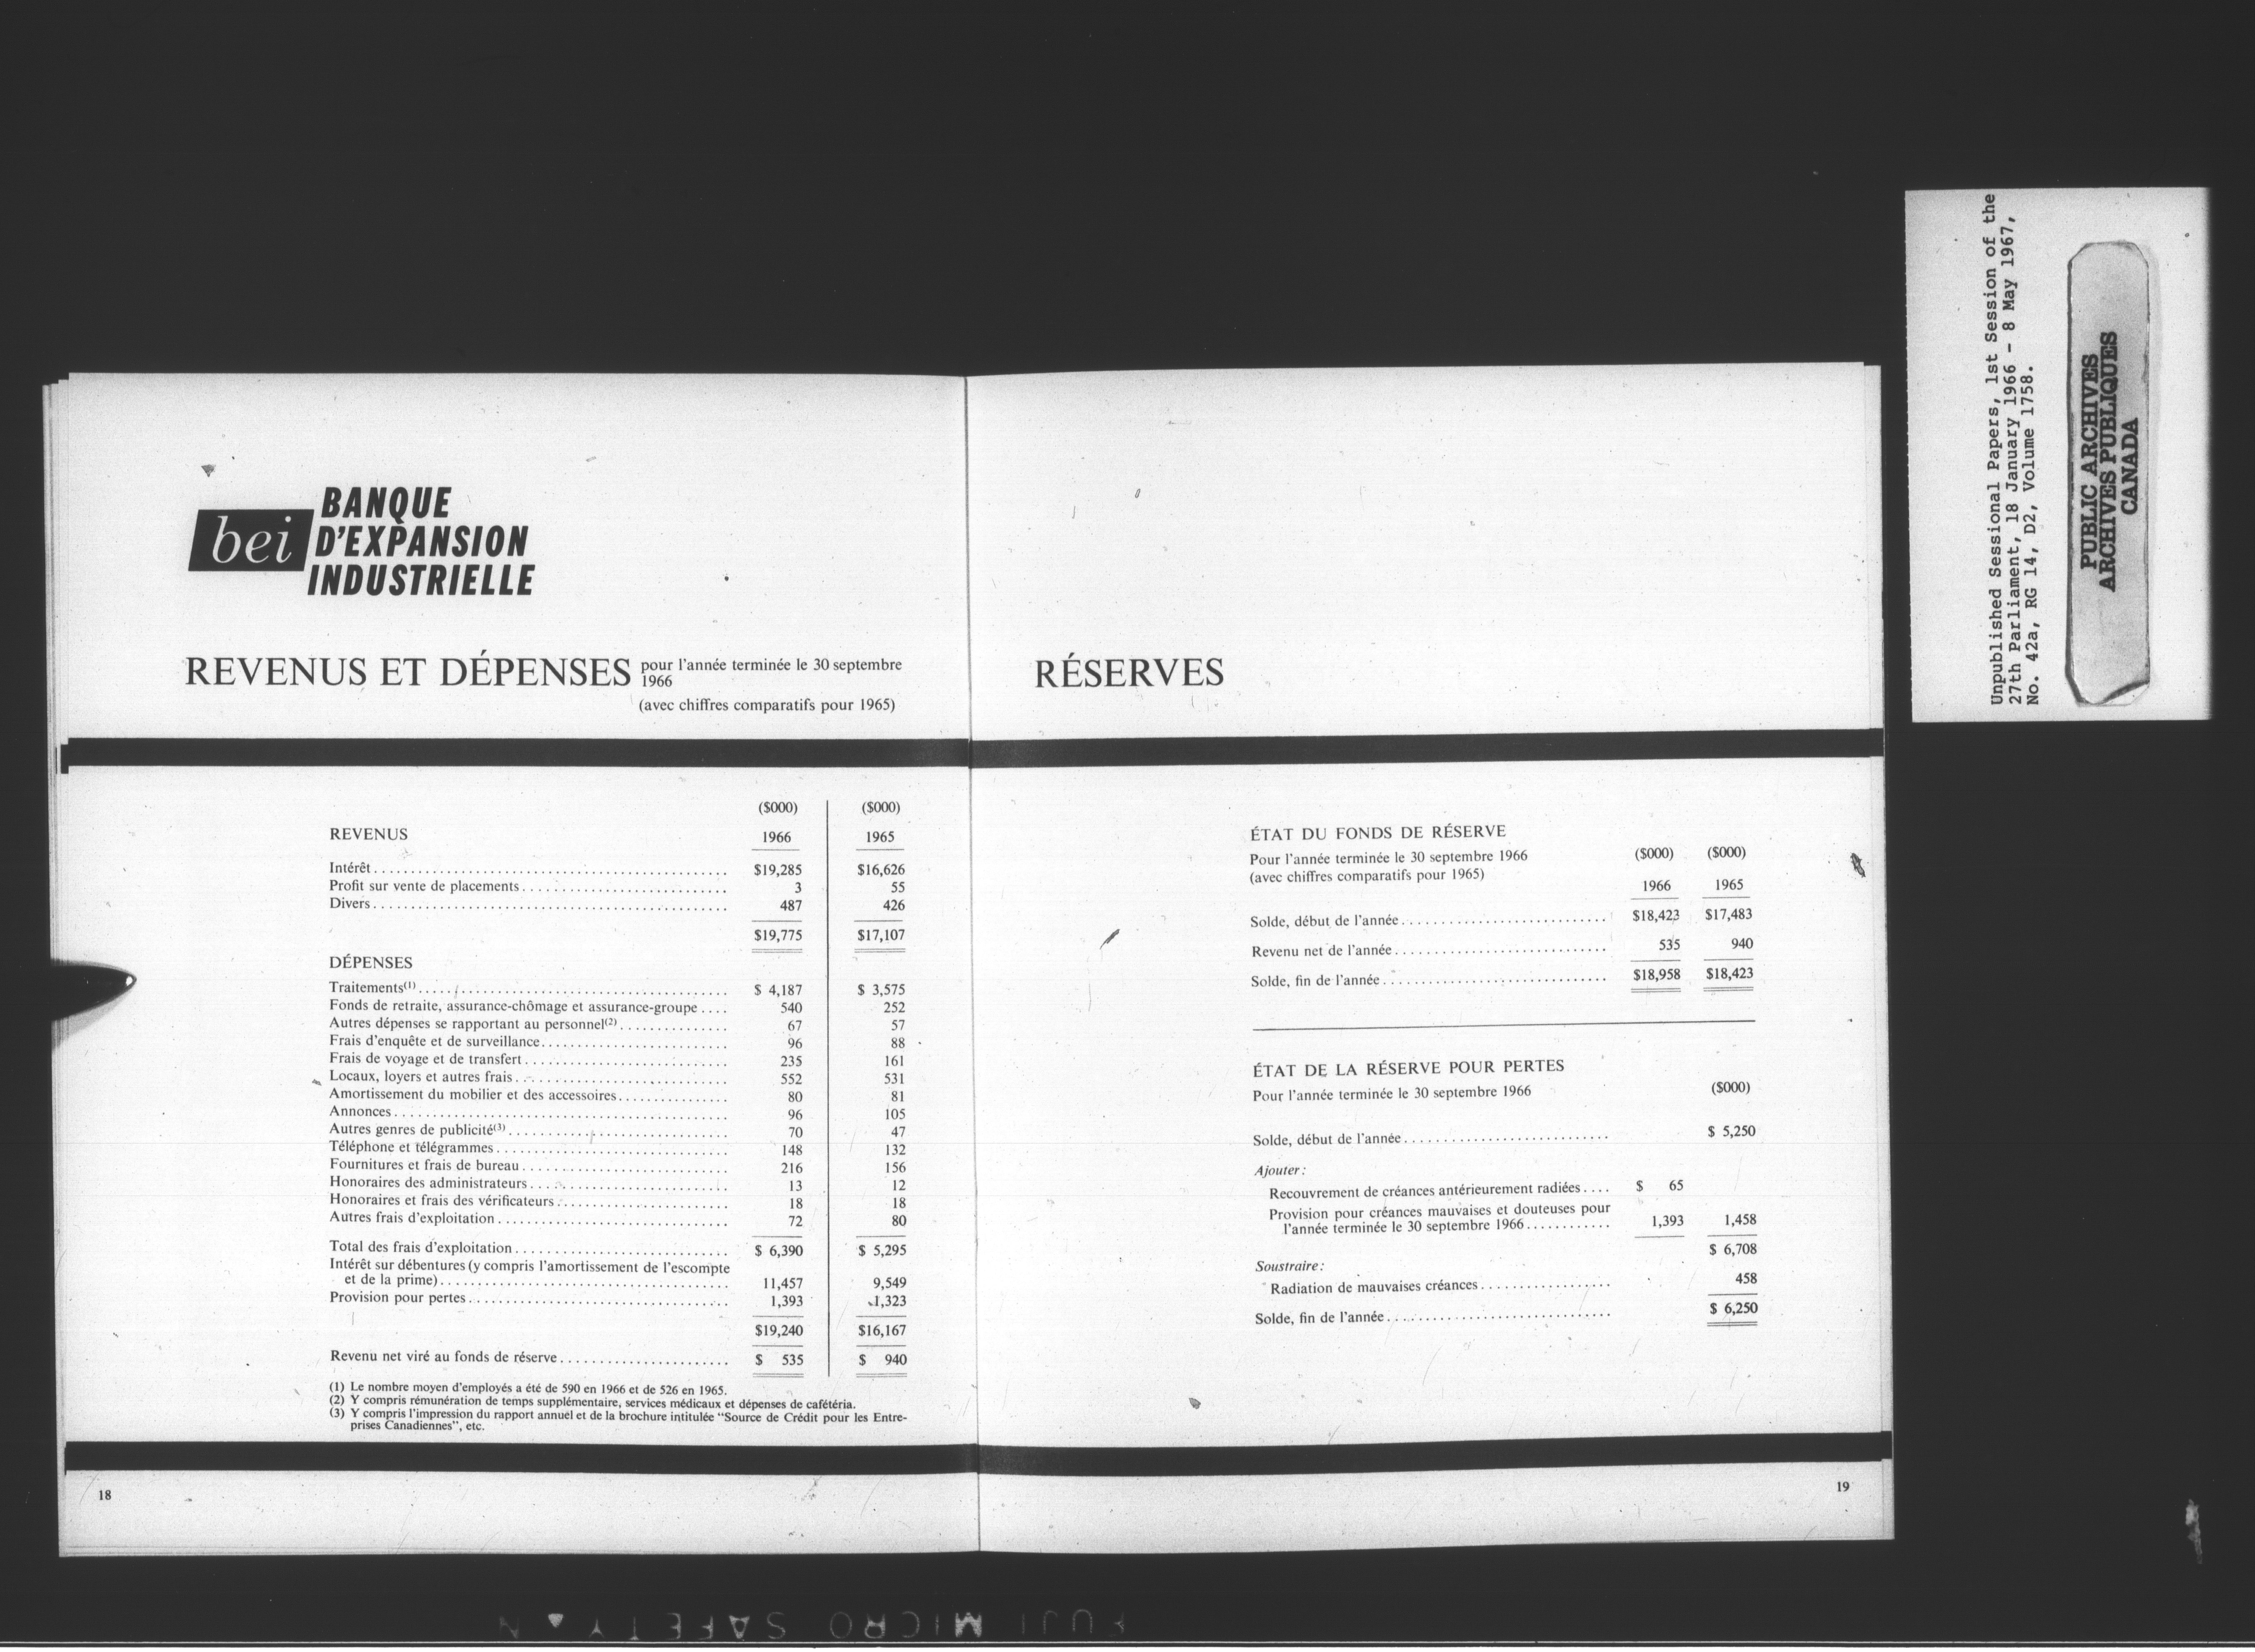 bei
BANQUE
D'EXPANSION
INDUSTRIELLE
REVENUS ET DÉPENSES pour l'année terminée le 30 septembre
1966
(avec chiffres comparatifs pour 1965)
($000) ($000)
REVENUS 1966 1965
Intérêt $19,285 $16,626
Profit sur vente de placements 3 55
Divers 487 426
$19,775 $17,107
DÉPENSES
Traitements(1) $ 4,187 $ 3,575
Fonds de retraite, assurance-chômage et assurance-groupe 540 252
Autres dépenses se rapportant au personnel(2) 67 57
Frais d'enquête et de surveillance 96 88
Frais de voyage et de transfert 235 161
Locaux, loyers et autres frais 552 531
Amortissement du mobilier et des accessoires 80 81
Annonces 96 105
Autres genres de publicité(3) 70 47
Téléphone et télégrammes 148 132
Fournitures et frais de bureau 216 156
Honoraires des administrateurs 13 12
Honoraires et frais des vérificateurs 18 18
Autres frais d'exploitation 72 80
Total des frais d'exploitation $ 6,390 $ 5,295
Intérêt sur débentures (y compris l'amortissement de l'escompte
et de la prime) 11,457 9,549
Provision pour pertes 1,393 1,323
$19,240 $16,167
Revenu net viré au fonds de réserve $ 535 $ 940
(1) Le nombre moyen d'employés a été de 590 en 1966 et de 526 en 1965.
(2) Y compris rémunération de temps supplémentaire, services médicaux et dépenses de cafétéria.
(3) Y compris l'impression du rapport annuel et de la brochure intitulée "Source de Crédit pour les Entre-
prises Canadiennes", etc.
18
RÉSERVES
ÉTAT DU FONDS DE RÉSERVE
Pour l'année terminée le 30 septembre 1966 ($000) ($000)
(avec chiffres comparatifs pour 1965)
1966 1965
Solde, début de l'année $18,423 $17,483
Revenu net de l'année 535 940
Solde, fin de l'année $18,958 $18,423
ÉTAT DE LA RÉSERVE POUR PERTES
Pour l'année terminée le 30 septembre 1966 ($000)
Solde, début de l'année $ 5,250
Ajouter:
Recouvrement de créances antérieurement radiées $ 65
Provision pour créances mauvaises et douteuses pour
l'année terminée le 30 septembre 1966 1,393 1,458
$ 6,708
Soustraire:
Radiation de mauvaises créances 458
Solde, fin de l'année $ 6,250
19
Unpublished Sessional Papers, 1st Session of the
27th Parliament, 18 January 1966 - 8 May 1967,
No. 42a, RG 14, D2, Volume 1758.
PUBLIC ARCHIVES
ARCHIVES PUBLIQUES
CANADA
FUJI MICRO SAFETY